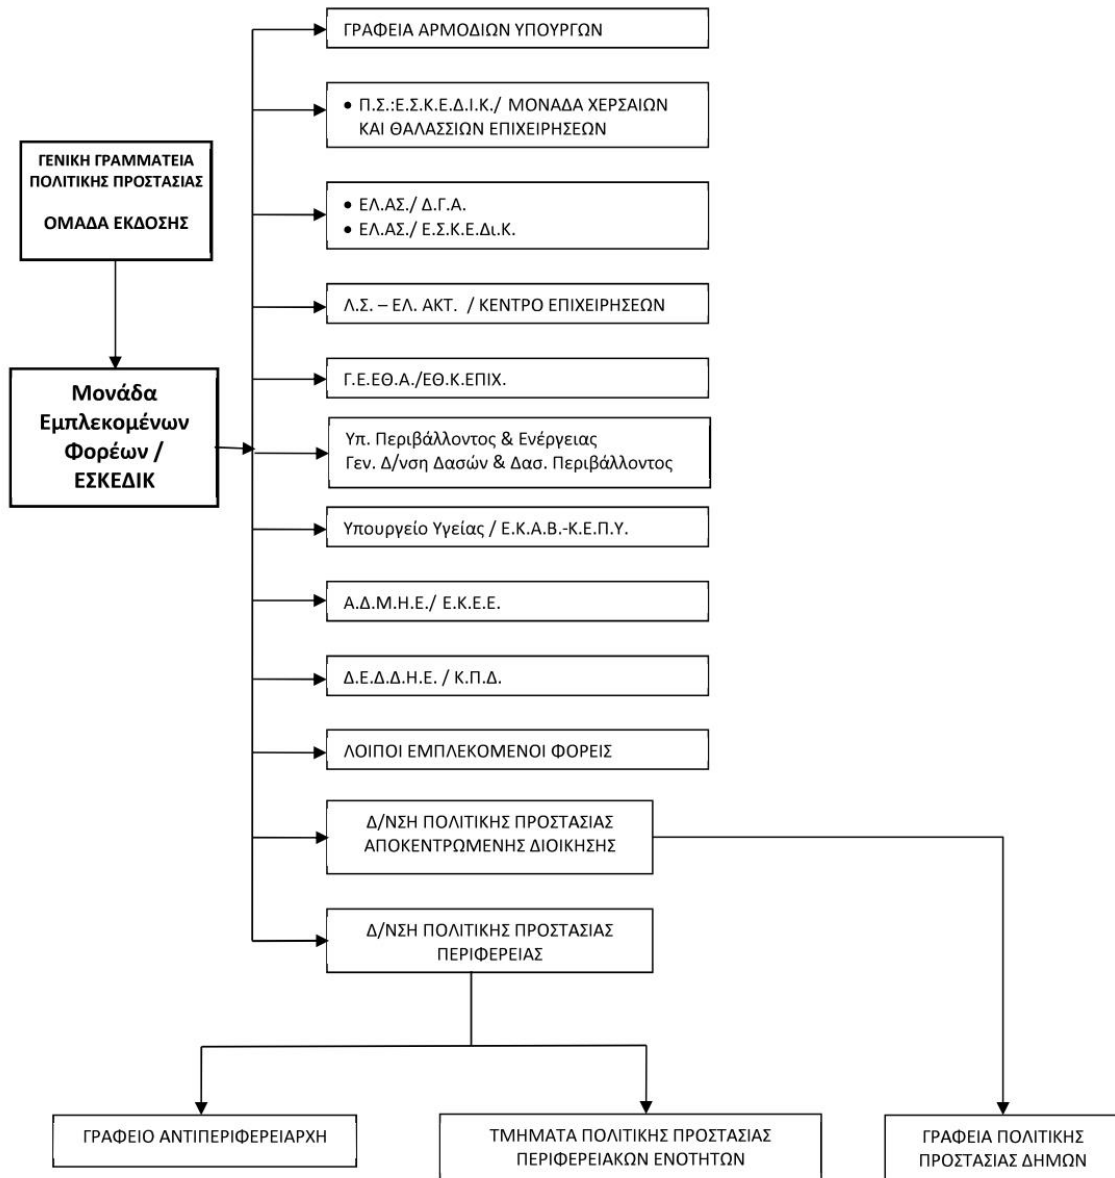 ΓΡΑΦΕΙΑ ΑΡΜΟΔΙΩΝ ΥΠΟΥΡΓΩΝ
• Π.Σ.:Ε.Σ.Κ.Ε.Δ.Ι.Κ./ ΜΟΝΑΔΑ ΧΕΡΣΑΙΩΝ
ΚΑΙ ΘΑΛΑΣΣΙΩΝ ΕΠΙΧΕΙΡΗΣΕΩΝ
ΓΕΝΙΚΗ ΓΡΑΜΜΑΤΕΙΑ
ΠΟΛΙΤΙΚΗΣ ΠΡΟΣΤΑΣΙΑΣ
ΟΜΑΔΑ ΕΚΔΟΣΗΣ
• ΕΛ.ΑΣ./ Δ.Γ.Α.
• ΕΛ.ΑΣ./ Ε.Σ.Κ.Ε.Δι.Κ.
Λ.Σ. – ΕΛ. ΑΚΤ. / ΚΕΝΤΡΟ ΕΠΙΧΕΙΡΗΣΕΩΝ
Γ.Ε.ΕΘ.Α./ΕΘ.Κ.ΕΠΙΧ.
Μονάδα
Εμπλεκομένων
Φορέων /
ΕΣΚΕΔΙΚ
Υπ. Περιβάλλοντος & Ενέργειας
Γεν. Δ/νση Δασών & Δασ. Περιβάλλοντος
Υπουργείο Υγείας / Ε.Κ.Α.Β.-Κ.Ε.Π.Υ.
Α.Δ.Μ.Η.Ε./ Ε.Κ.Ε.Ε.
Δ.Ε.Δ.Δ.Η.Ε. / Κ.Π.Δ.
ΛΟΙΠΟΙ ΕΜΠΛΕΚΟΜΕΝΟΙ ΦΟΡΕΙΣ
Δ/ΝΣΗ ΠΟΛΙΤΙΚΗΣ ΠΡΟΣΤΑΣΙΑΣ
ΑΠΟΚΕΝΤΡΩΜΕΝΗΣ ΔΙΟΙΚΗΣΗΣ
Δ/ΝΣΗ ΠΟΛΙΤΙΚΗΣ ΠΡΟΣΤΑΣΙΑΣ
ΠΕΡΙΦΕΡΕΙΑΣ
ΓΡΑΦΕΙΟ ΑΝΤΙΠΕΡΙΦΕΡΕΙΑΡΧΗ
ΤΜΗΜΑΤΑ ΠΟΛΙΤΙΚΗΣ ΠΡΟΣΤΑΣΙΑΣ
ΠΕΡΙΦΕΡΕΙΑΚΩΝ ΕΝΟΤΗΤΩΝ
ΓΡΑΦΕΙΑ ΠΟΛΙΤΙΚΗΣ
ΠΡΟΣΤΑΣΙΑΣ ΔΗΜΩΝ